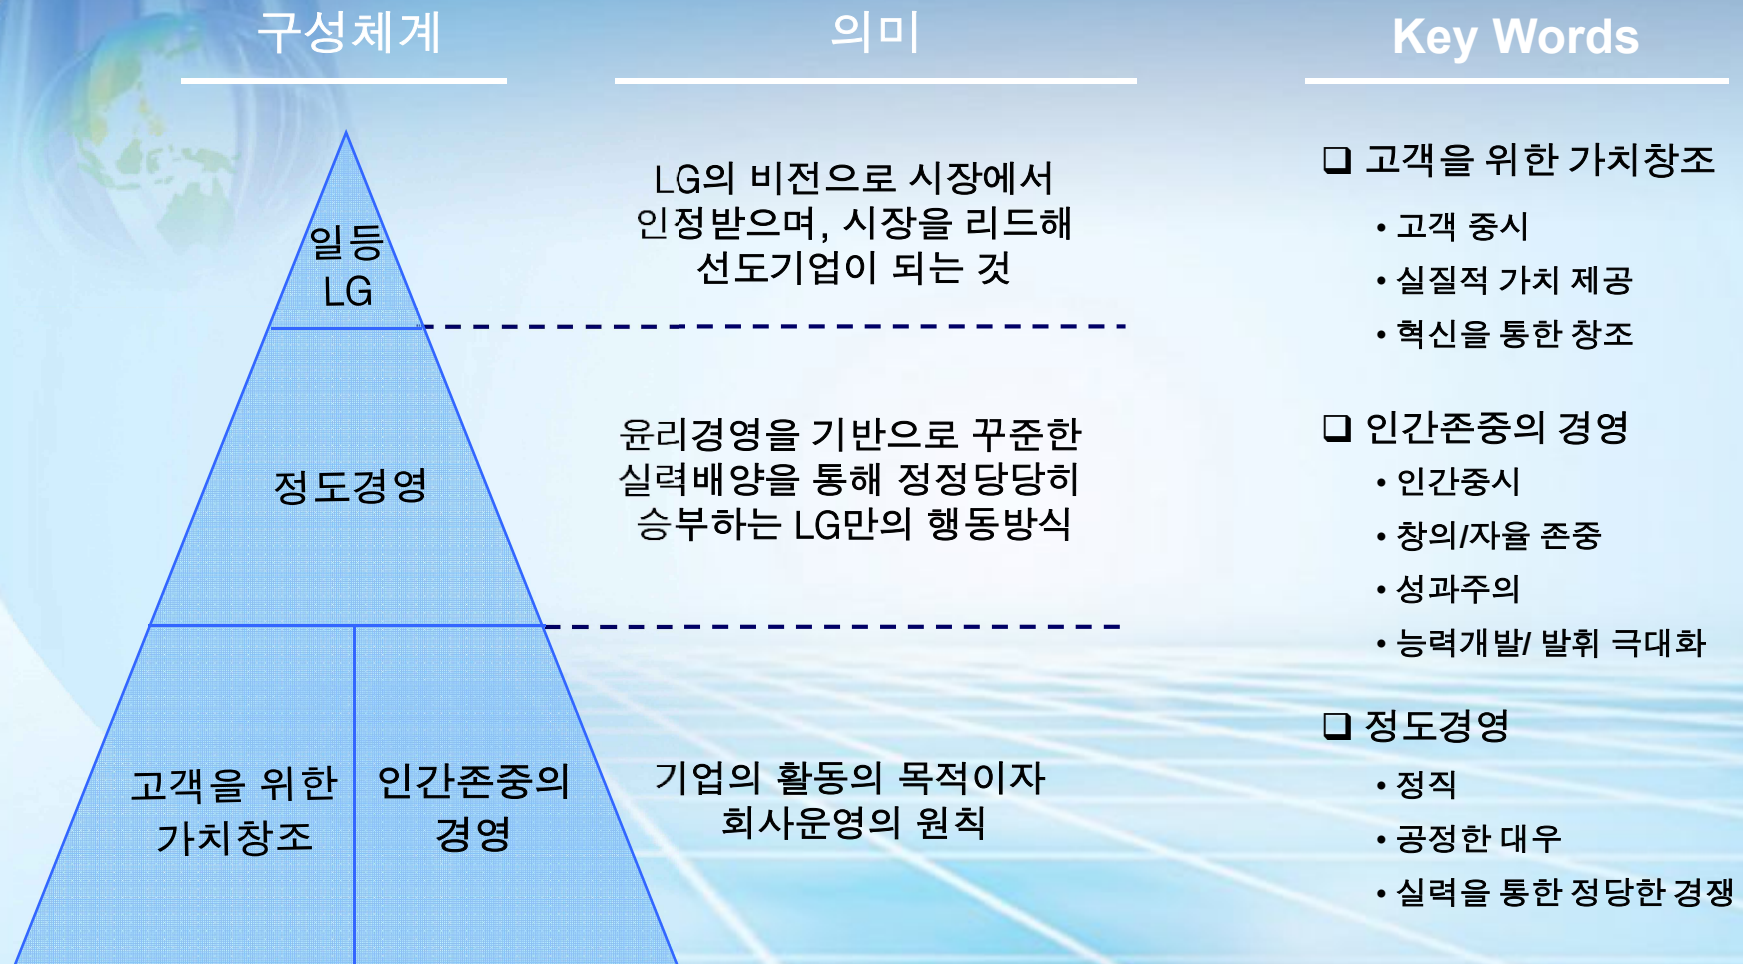 구성체계
의미
Key Words
일등
LG
LG의 비전으로 시장에서
인정받으며, 시장을 리드해
선도기업이 되는 것
정도경영
윤리경영을 기반으로 꾸준한
실력배양을 통해 정정당당히
승부하는 LG만의 행동방식
고객을 위한
가치창조
인간존중의
경영
기업의 활동의 목적이자
회사운영의 원칙
❑ 고객을 위한 가치창조
• 고객 중시
• 실질적 가치 제공
• 혁신을 통한 창조
❑ 인간존중의 경영
• 인간중시
• 창의/자율 존중
• 성과주의
• 능력개발/ 발휘 극대화
❑ 정도경영
• 정직
• 공정한 대우
• 실력을 통한 정당한 경쟁